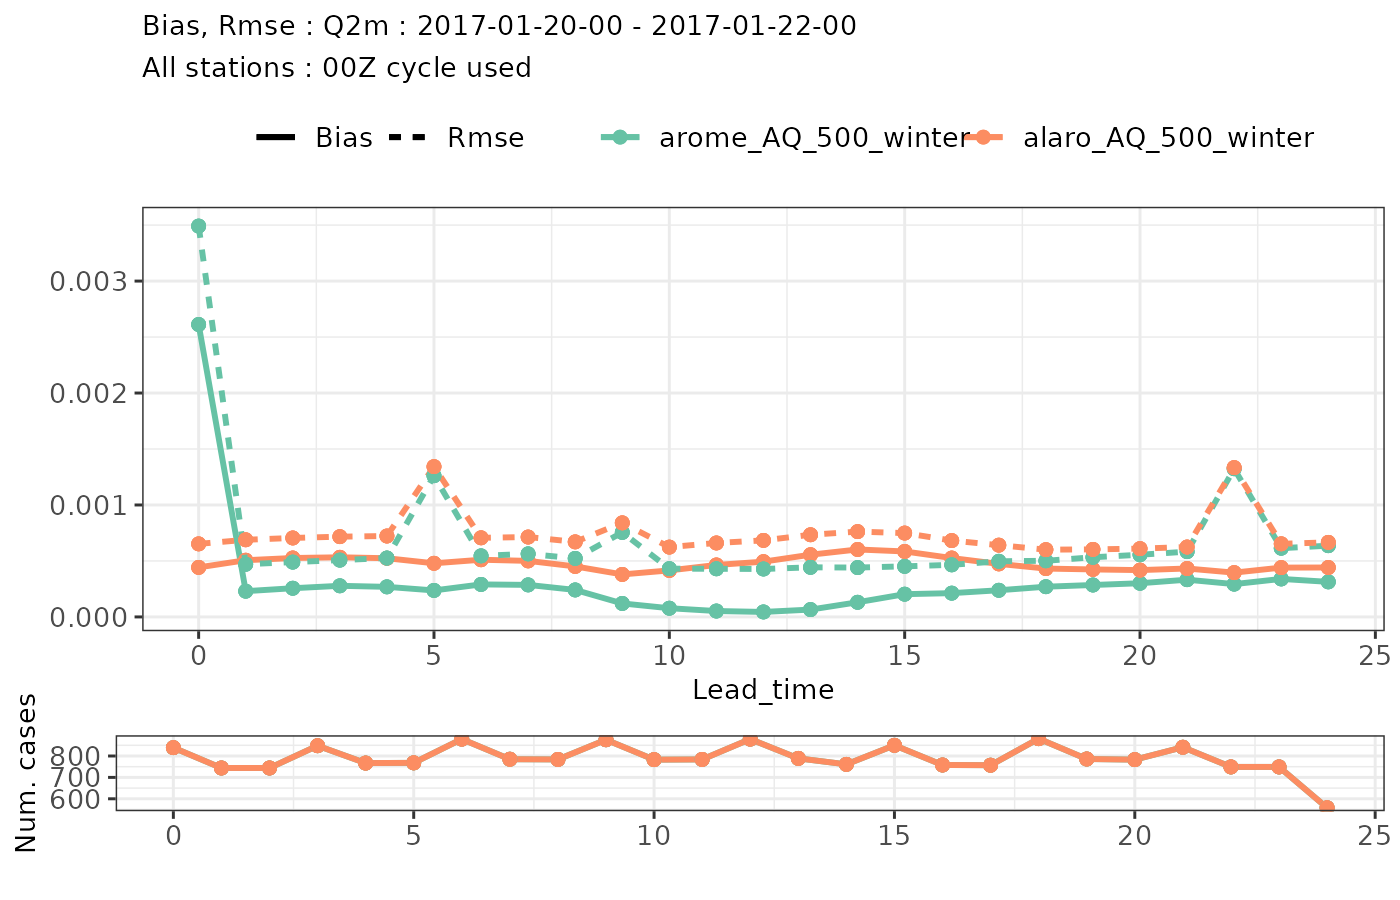 Bias, Rmse : Q2m : 2017-01-20-00 - 2017-01-22-00
All stations : 00Z cycle used
Bias Rmse arome_AQ_500_winter alaro_AQ_500_winter
0.003
0.002
0.001
0.000
0 5 10 15 20 25
Lead_time
Num. cases
800
700
600
0 5 10 15 20 25